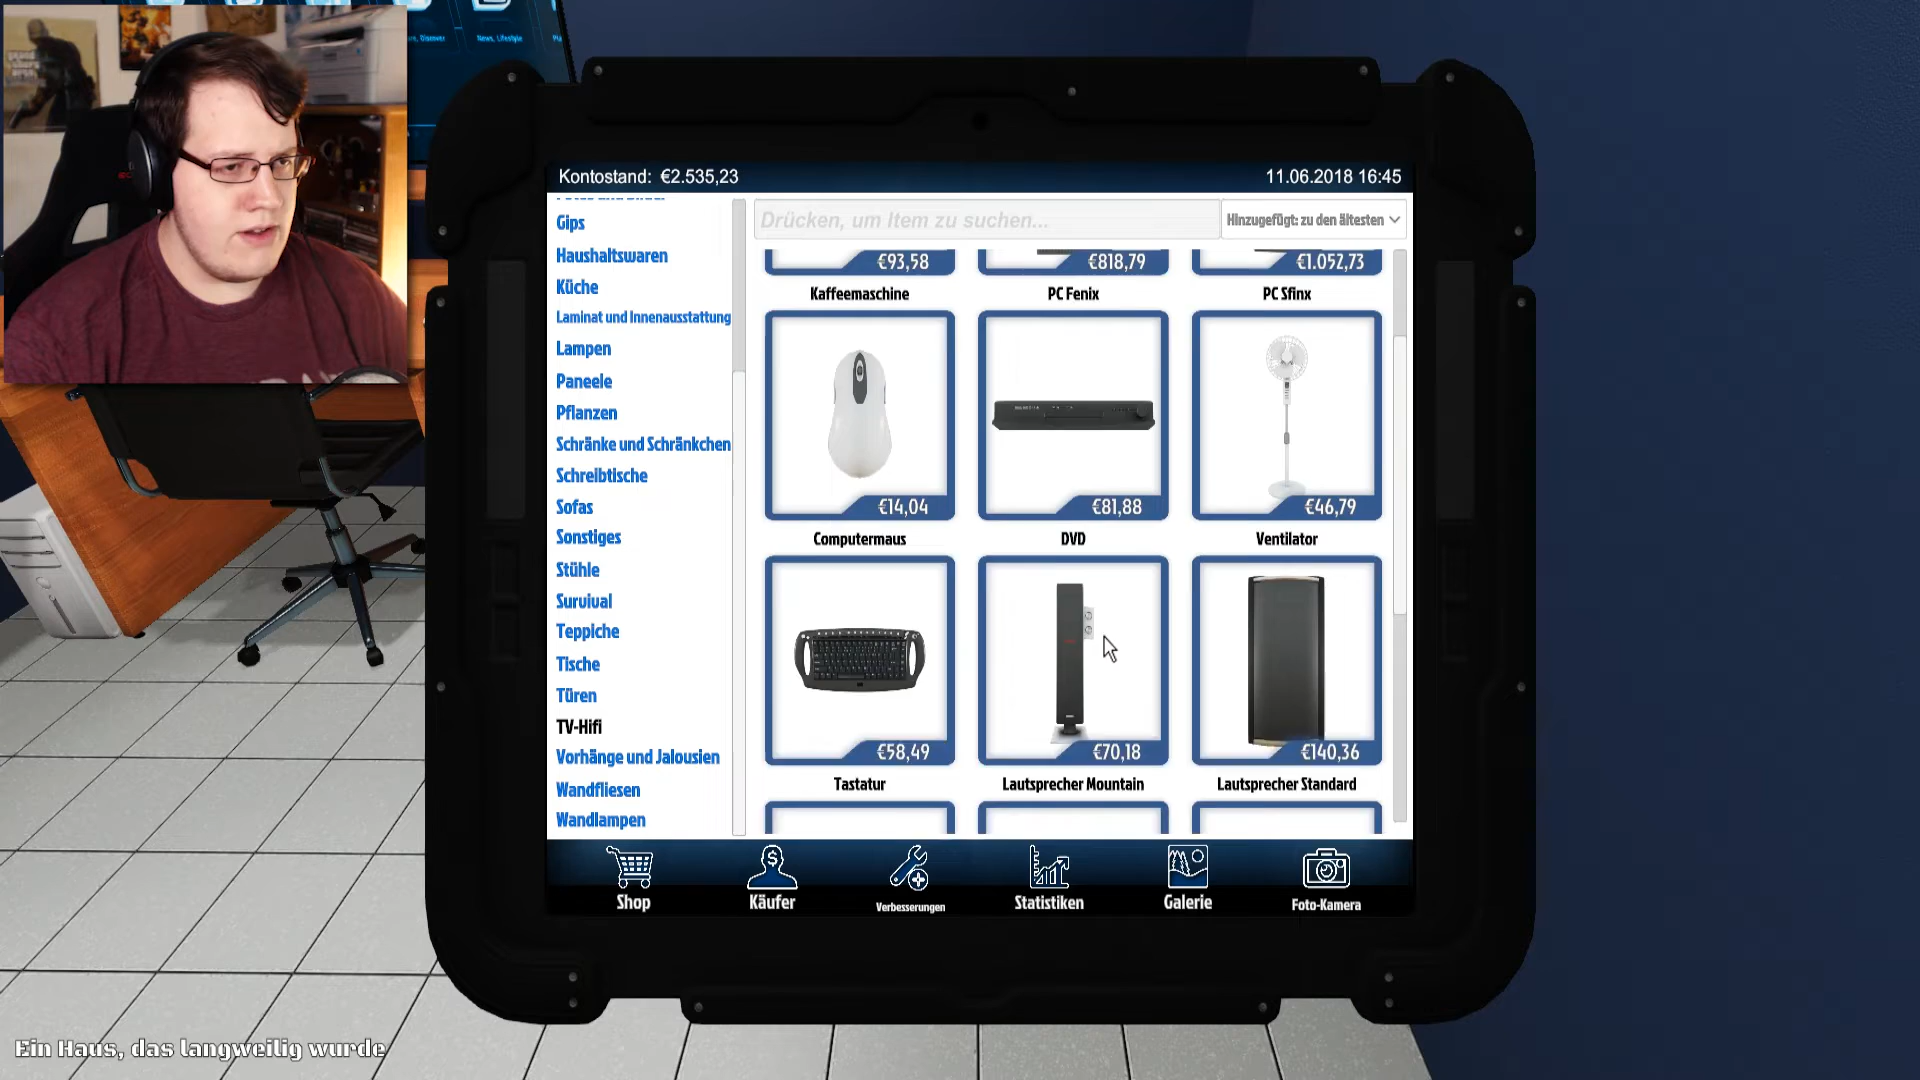 News, Lifestyle
Kontostand: €2.535,23
11.06.2018 16:45
Gips
Haushaltswaren
Küche
Laminat und Innenausstattung
Lampen
Paneele
Pflanzen
Schränke und Schränkchen
Schreibtische
Sofas
Sonstiges
Stühle
Survival
Teppiche
Tische
Türen
TV-Hifi
Vorhänge und Jalousien
Wandfliesen
Wandlampen
Drücken, um Item zu suchen...
Hinzugefügt: zu den ältesten
€93,58
€818,79
€1.052,73
Kaffeemaschine
PC Fenix
PC Sfinx
€14,04
€81,88
€46,79
Computermaus
DVD
Ventilator
€58,49
€70,18
€140,36
Tastatur
Lautsprecher Mountain
Lautsprecher Standard
Shop
Käufer
Verbesserungen
Statistiken
Galerie
Foto-Kamera
Ein Haus, das langweilig wurde